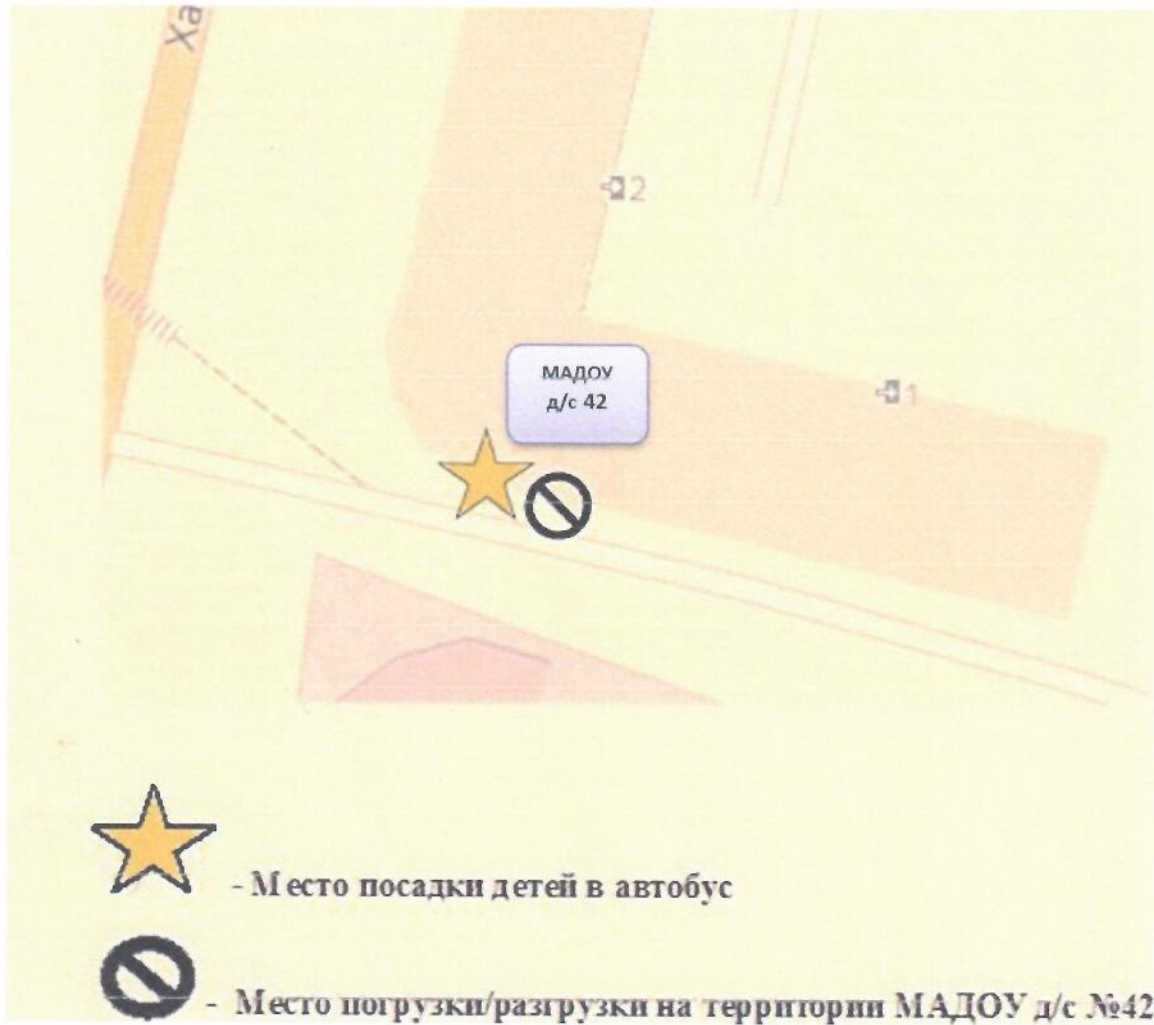 Ха
2
МАДОУ
д/с 42
1
- Место посадки детей в автобус
- Место погрузки/разгрузки на территории МАДОУ д/с №42